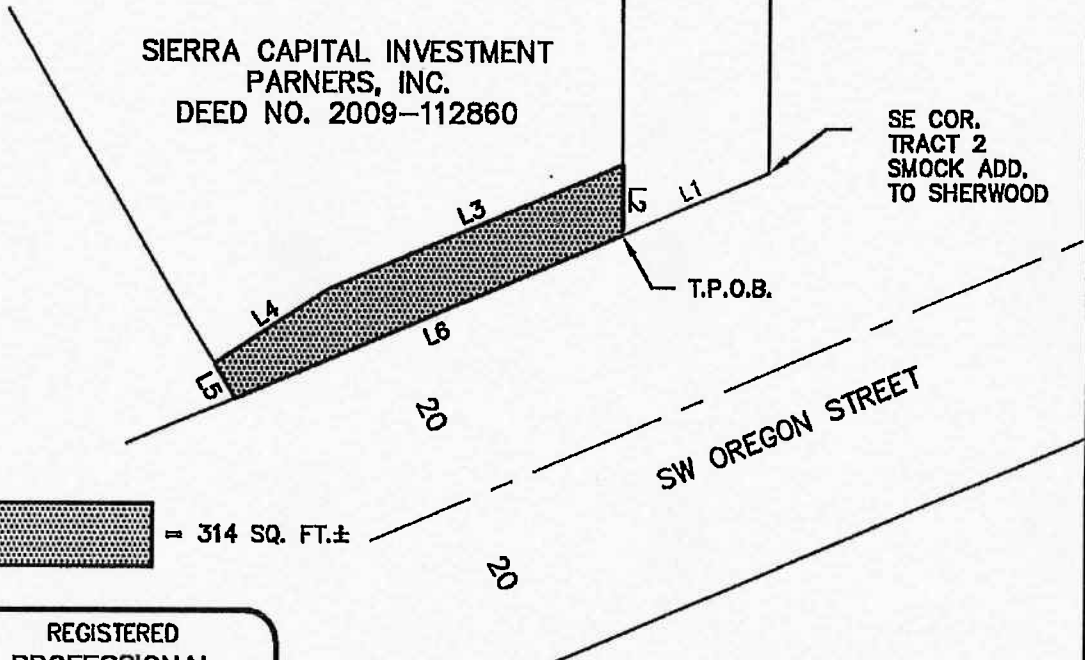 SIERRA CAPITAL INVESTMENT
PARNERS, INC.
DEED NO. 2009-112860
SE COR.
TRACT 2
SMOCK ADD.
TO SHERWOOD
L3
L2
L1
T.P.O.B.
L4
L6
L5
20
SW OREGON STREET
= 314 SQ. FT.±
20
REGISTERED
PROFESSIONAL